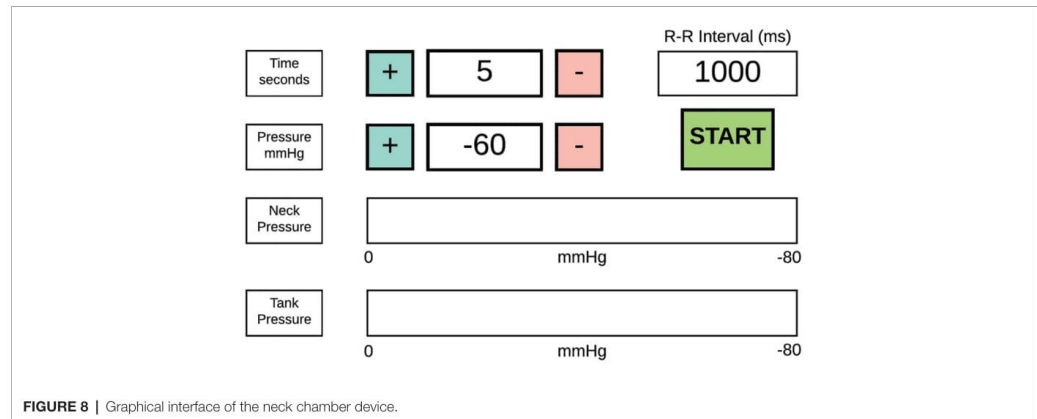 R-R Interval (ms)
Time
seconds
+
5
-
1000
Pressure
mmHg
+
-60
-
START
Neck
Pressure
0
mmHg
-80
Tank
Pressure
0
mmHg
-80
FIGURE 8 | Graphical interface of the neck chamber device.